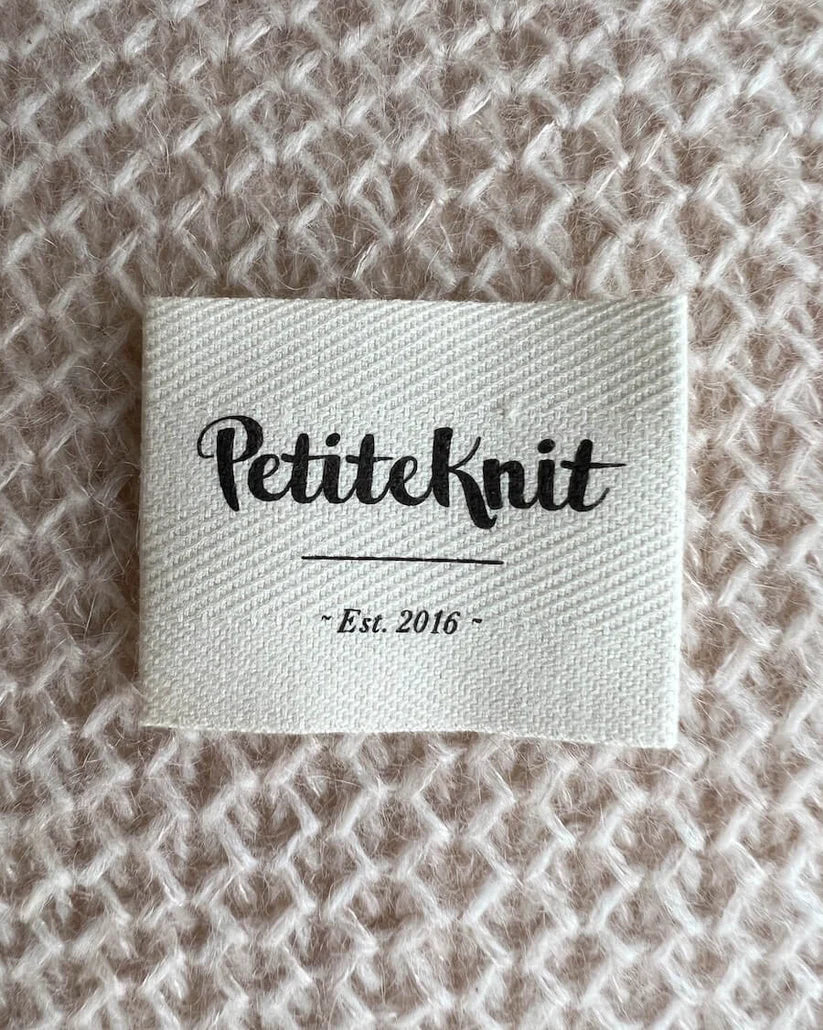 PetiteKnit
~ Est. 2016 ~